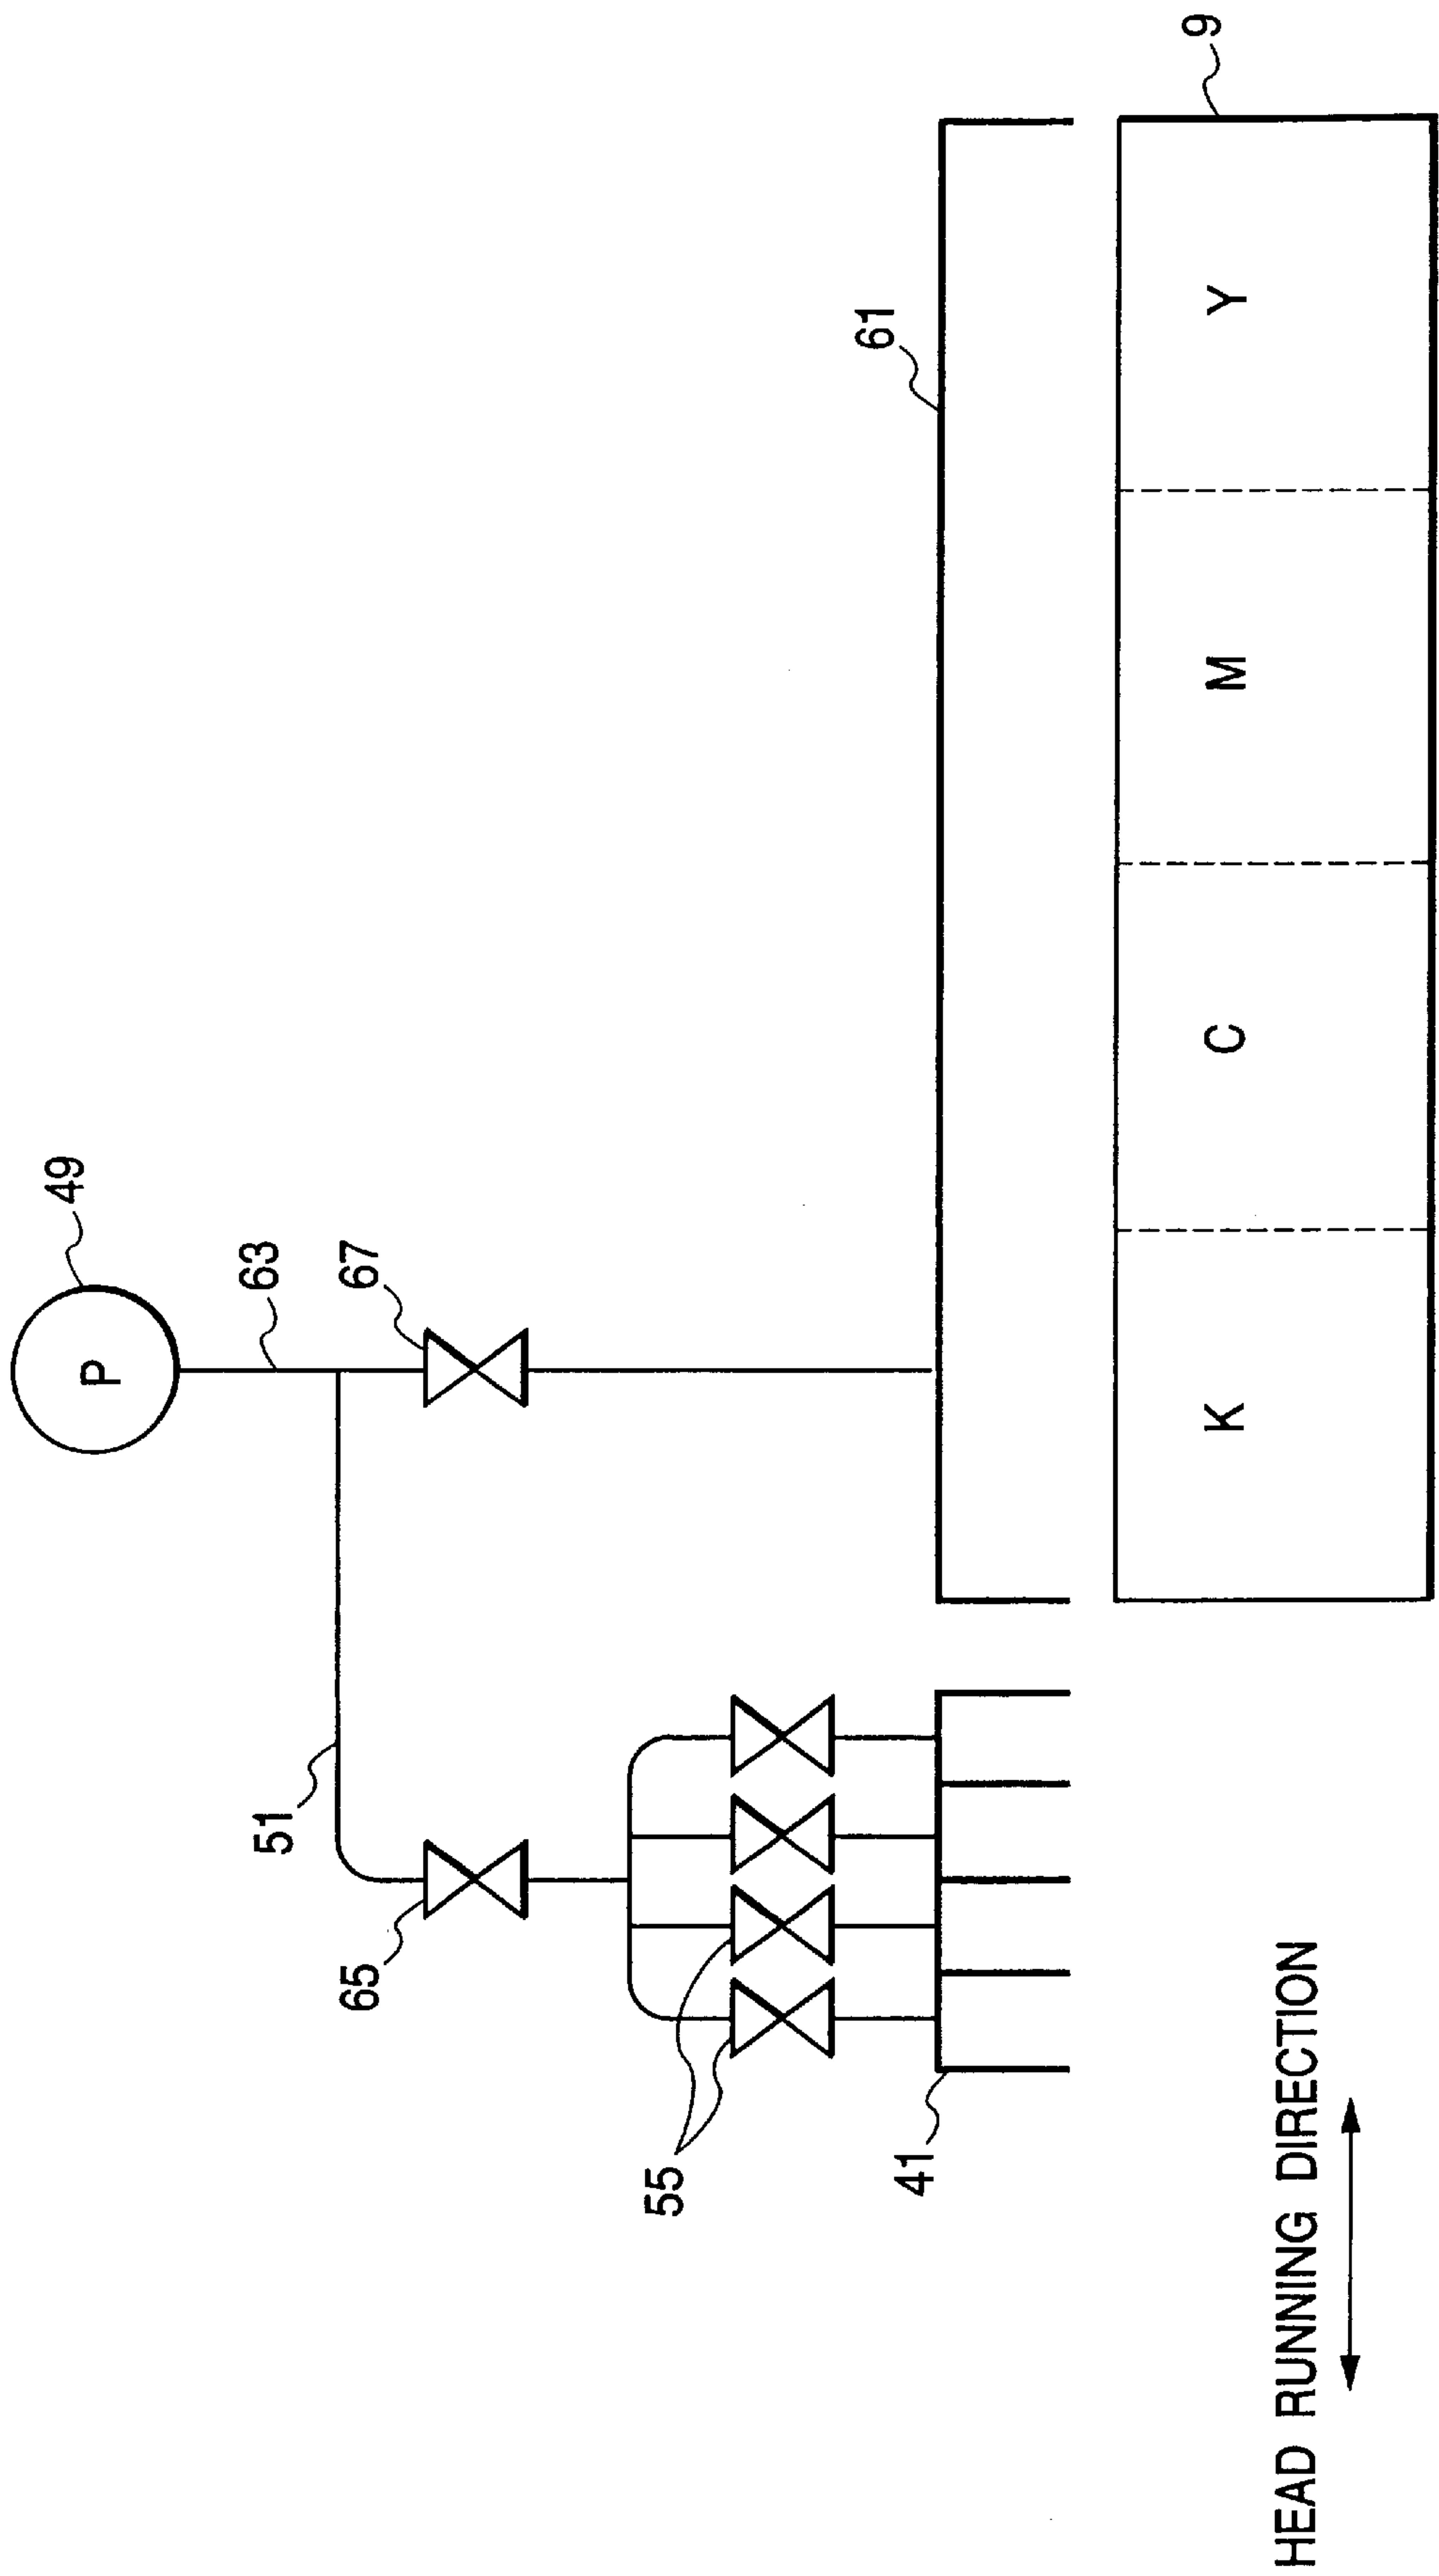 49
P
63
67
51
65
61
9
55
41
K
C
M
Y
HEAD RUNNING DIRECTION